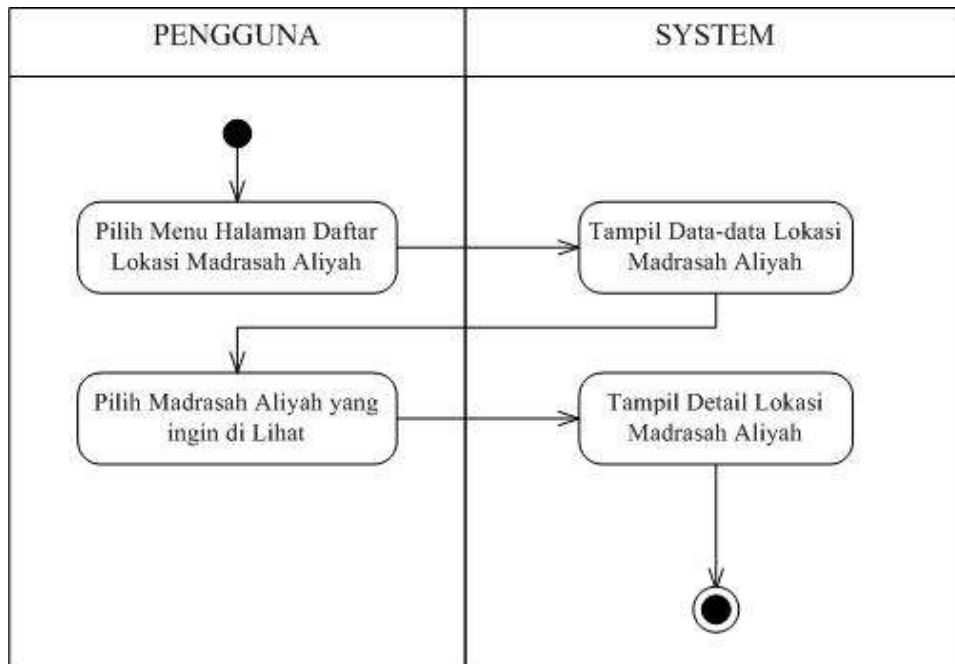 PENGGUNA
SYSTEM
Pilih Menu Halaman Daftar
Lokasi Madrasah Aliyah
Tampil Data-data Lokasi
Madrasah Aliyah
Pilih Madrasah Aliyah yang
ingin di Lihat
Tampil Detail Lokasi
Madrasah Aliyah